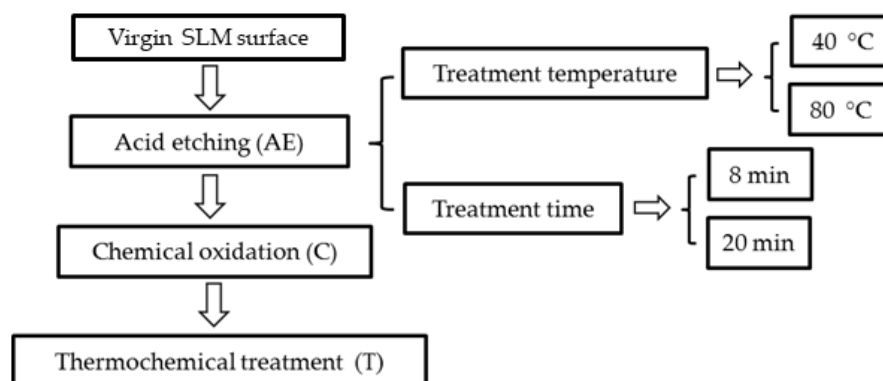 Virgin SLM surface
Acid etching (AE)
Chemical oxidation (C)
Thermochemical treatment (T)
Treatment temperature
40 °C
80 °C
Treatment time
8 min
20 min